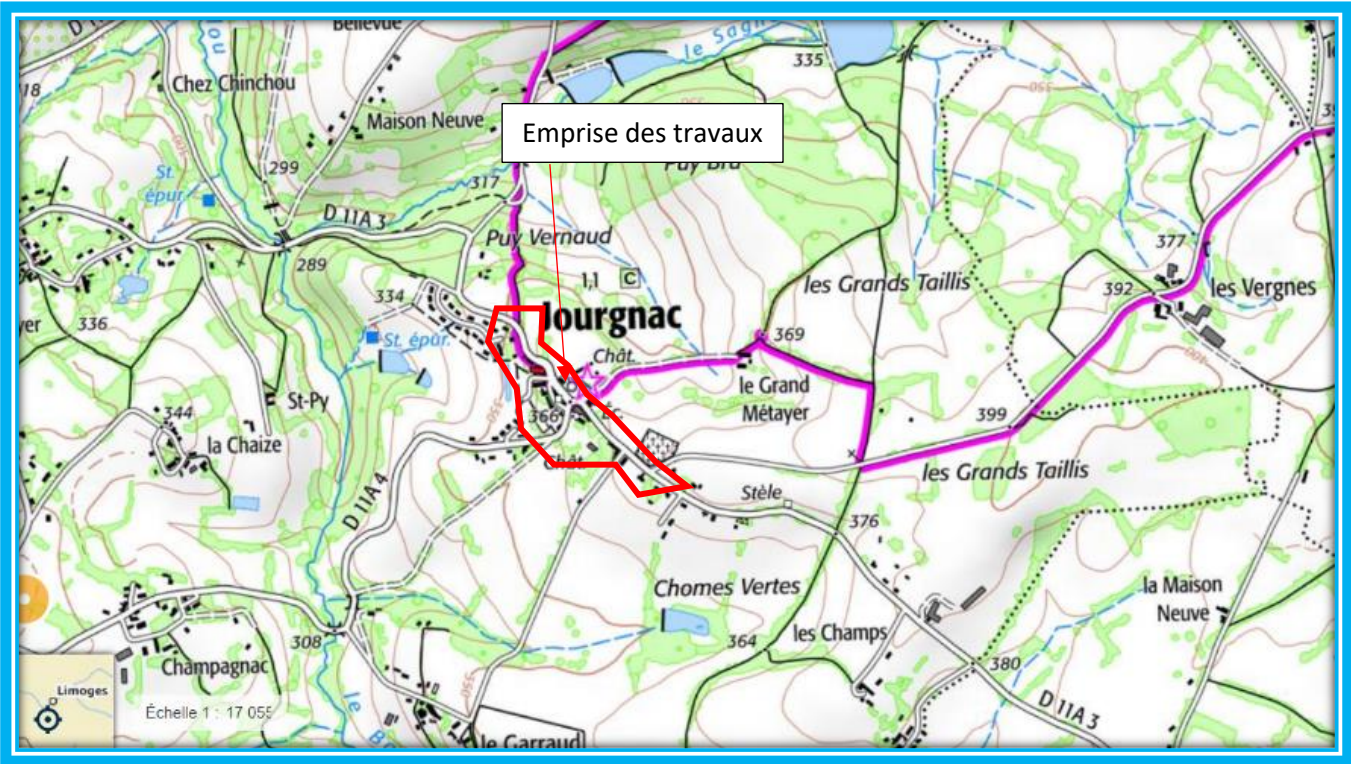 Bellevue
le Sagn
335
Chez Chinchou
18
Maison Neuve
Emprise des travaux
Puy Bru
299
St.
épur.
317
D 11A 3
Puy Vernaud
289
1,1 C
377
les Grands Taillis
392
les Vergnes
334
336
Jourgnac
St. épur.
369
Chât.
le Grand
Métayer
St-Py
344
366
399
la Chaize
350
Chât.
les Grands Taillis
D 11A 4
Stèle
376
Chomes Vertes
la Maison
Neuve
308
364
les Champs
380
Champagnac
Limoges
Échelle 1 : 17 055
D 11A 3
le Garraud